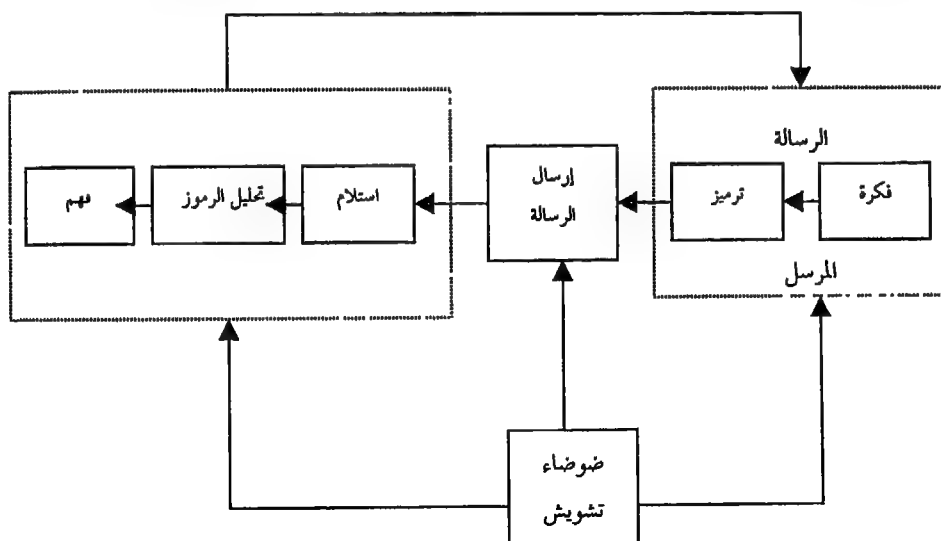 الرسالة
فكرة
ترميز
المرسل
إرسال
الرسالة
استلام
تحليل الرموز
فهم
ضوضاء
تشويش